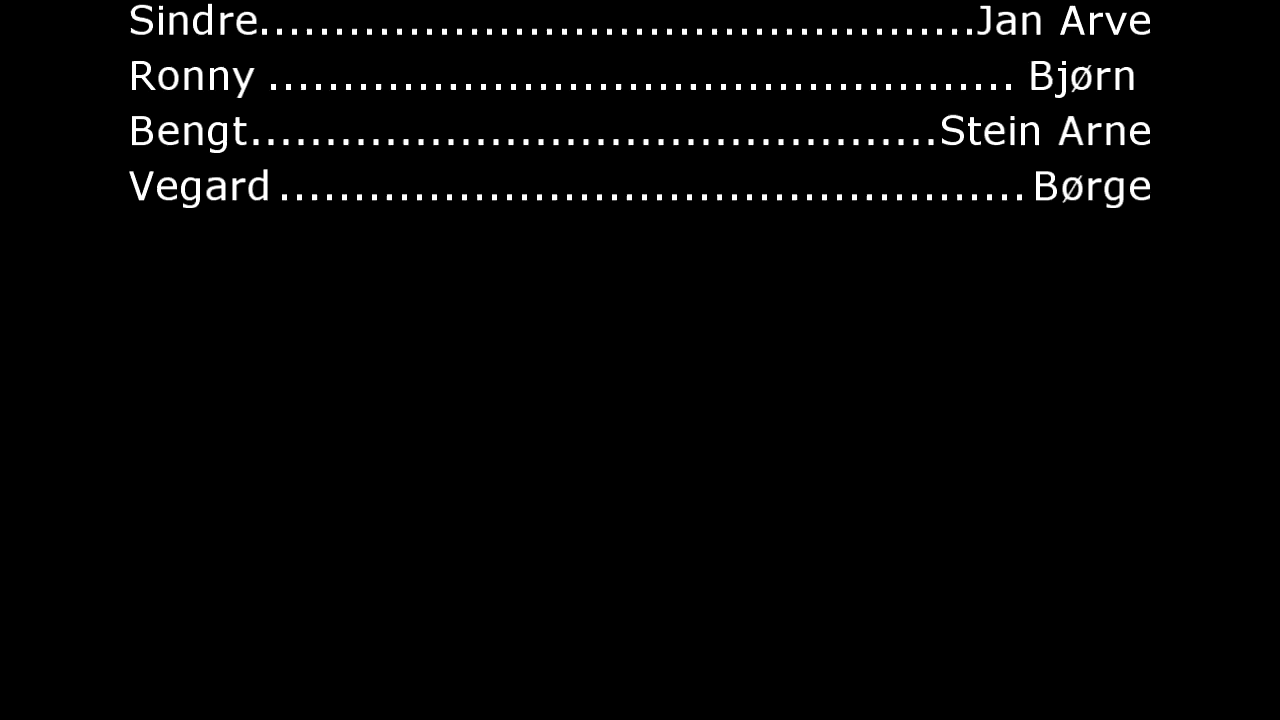 Sindre................................................Jan Arve
Ronny .................................................. Bjørn
Bengt..............................................Stein Arne
Vegard ..................................................Børge